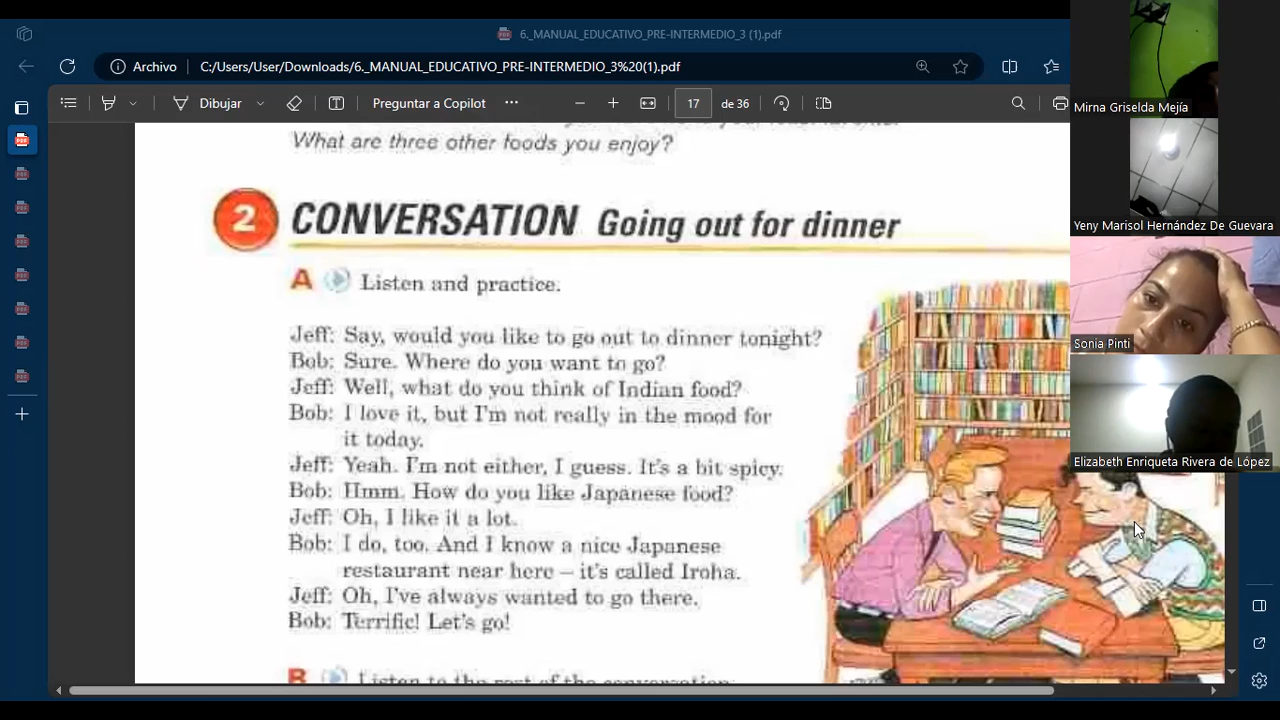 6._MANUAL_EDUCATIVO_PRE-INTERMEDIO_3 (1).pdf
Archivo
C:/Users/User/Downloads/6._MANUAL_EDUCATIVO_PRE-INTERMEDIO_3%20(1).pdf
Dibujar
Preguntar a Copilot
17
de 36
What are three other foods you enjoy?
2 CONVERSATION Going out for dinner
A Listen and practice.
Jeff: Say, would you like to go out to dinner tonight?
Bob: Sure. Where do you want to go?
Jeff: Well, what do you think of Indian food?
Bob: I love it, but I'm not really in the mood for
it today.
Jeff: Yeah. I'm not either, I guess. It's a bit spicy.
Bob: Hmm. How do you like Japanese food?
Jeff: Oh, I like it a lot.
Bob: I do, too. And I know a nice Japanese
restaurant near here – it's called Iroha.
Jeff: Oh, I've always wanted to go there.
Bob: Terrific! Let's go!
B Listen to the rest of the conversation
Mirna Griselda Mejía
Yeny Marisol Hernández De Guevara
Sonia Pinti
Elizabeth Enriqueta Rivera de López